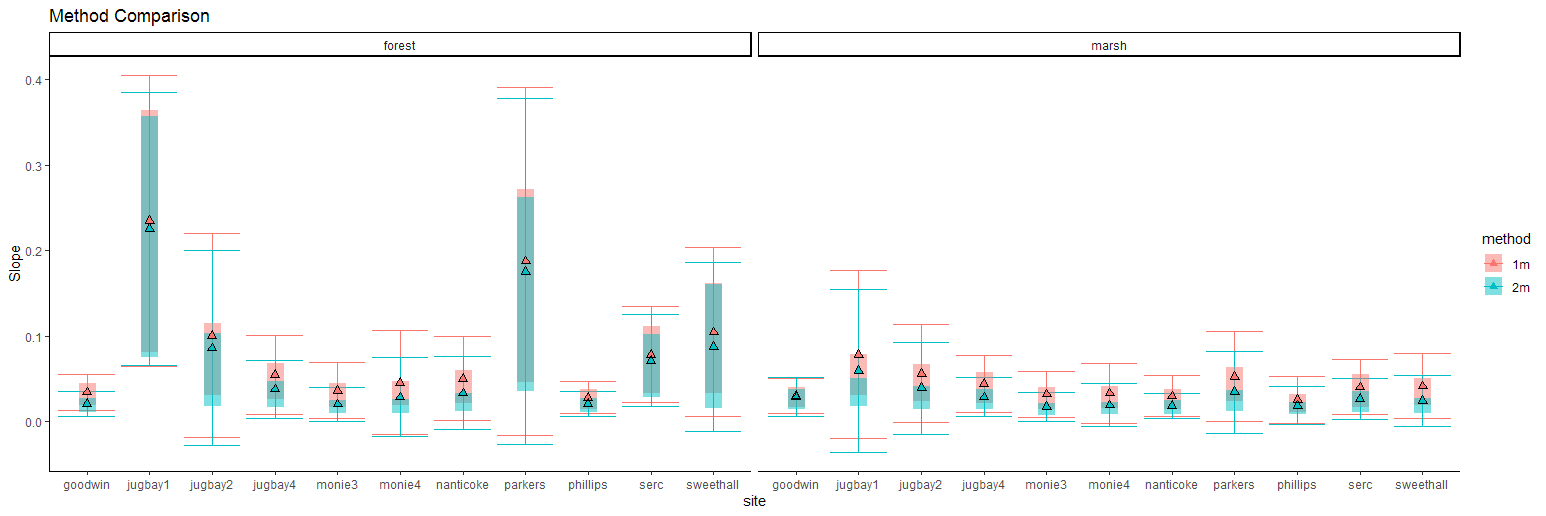 Method Comparison
forest
marsh
Slope
0.4
0.3
0.2
0.1
0.0
goodwin jugbay1 jugbay2 jugbay4 monie3 monie4 nanticoke parkers phillips serc sweethall
goodwin jugbay1 jugbay2 jugbay4 monie3 monie4 nanticoke parkers phillips serc sweethall
site
method
1m
2m